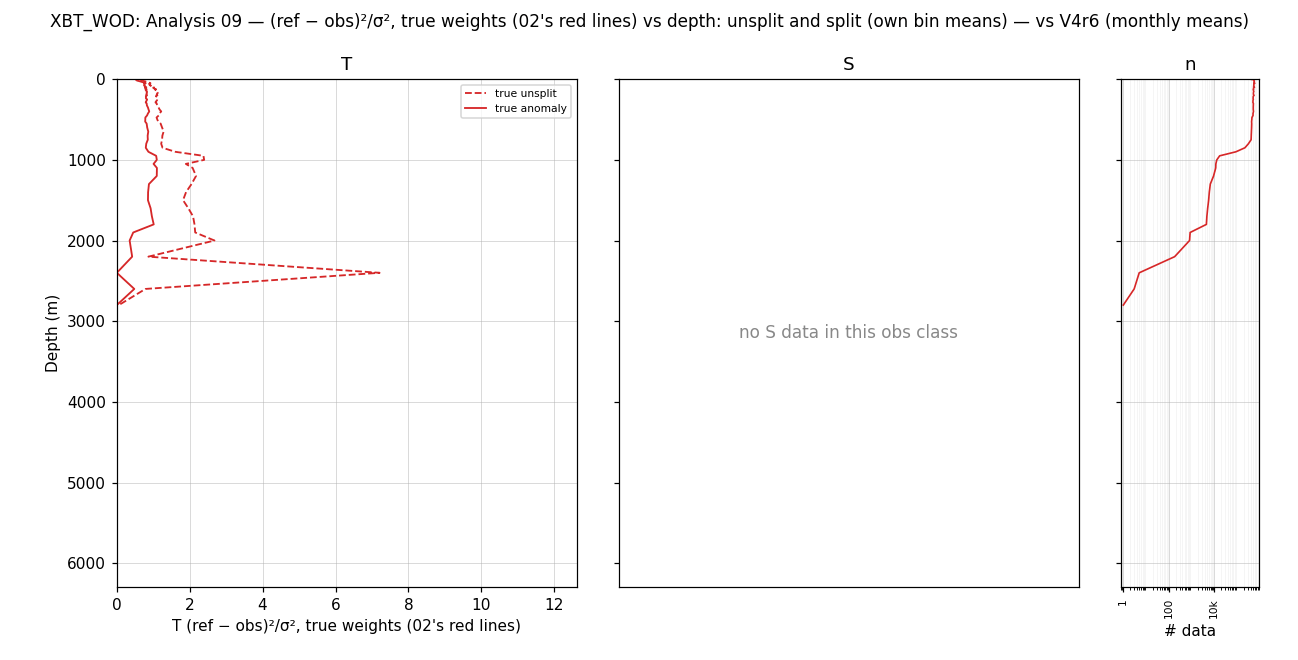 XBT_WOD: Analysis 09 — (ref − obs)²/σ², true weights (02's red lines) vs depth: unsplit and split (own bin means) — vs V4r6 (monthly means)
T
S
n
true unsplit
true anomaly
no S data in this obs class
Depth (m)
0
1000
2000
3000
4000
5000
6000
0 2 4 6 8 10 12
1 100 10k
T (ref − obs)²/σ², true weights (02's red lines)
# data